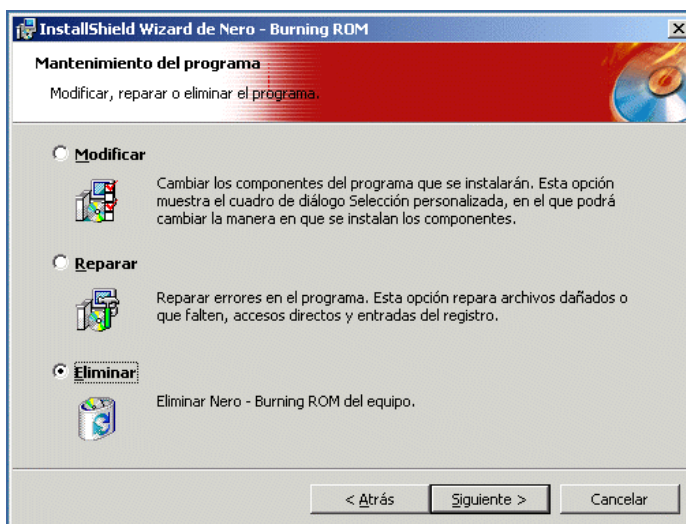 InstallShield Wizard de Nero - Burning ROM
Mantenimiento del programa
Modificar, reparar o eliminar el programa.
Modificar
Cambiar los componentes del programa que se instalarán. Esta opción
muestra el cuadro de diálogo Selección personalizada, en el que podrá
cambiar la manera en que se instalan los componentes.
Reparar
Reparar errores en el programa. Esta opción repara archivos dañados o
que falten, accesos directos y entradas del registro.
Eliminar
Eliminar Nero - Burning ROM del equipo.
< Atrás
Siguiente >
Cancelar